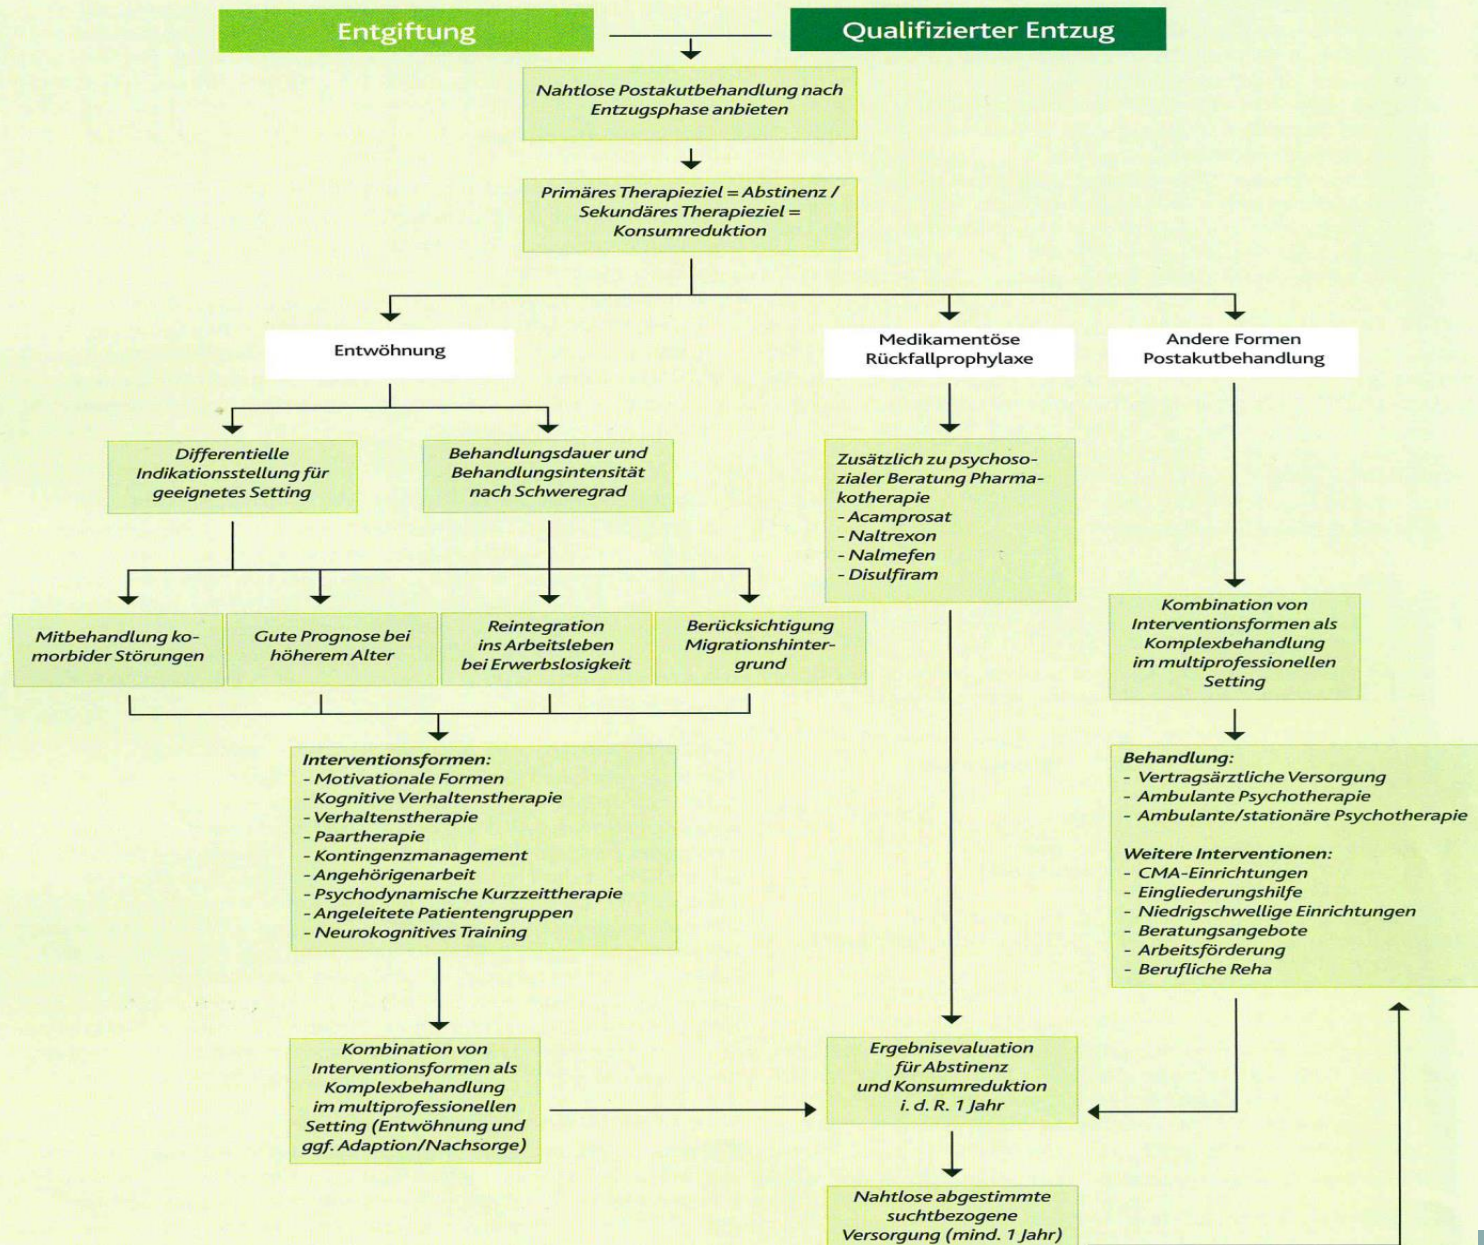 Entgiftung
Qualifizierter Entzug
Nahtlose Postakutbehandlung nach
Entzugsphase anbieten
Primäres Therapieziel = Abstinenz /
Sekundäres Therapieziel =
Konsumreduktion
Entwöhnung
Medikamentöse
Rückfallprophylaxe
Andere Formen
Postakutbehandlung
Differentielle
Indikationsstellung für
geeignetes Setting
Behandlungsdauer und
Behandlungsintensität
nach Schweregrad
Zusätzlich zu psychoso-
zialer Beratung Pharma-
kotherapie
- Acamprosat
- Naltrexon
- Nalmefen
- Disulfiram
Mitbehandlung ko-
morbider Störungen
Gute Prognose bei
höherem Alter
Reintegration
ins Arbeitsleben
bei Erwerbslosigkeit
Berücksichtigung
Migrationshinter-
grund
Kombination von
Interventionsformen als
Komplexbehandlung
im multiprofessionellen
Setting
Interventionsformen:
- Motivationale Formen
- Kognitive Verhaltenstherapie
- Verhaltenstherapie
- Paartherapie
- Kontingenzmanagement
- Angehörigenarbeit
- Psychodynamische Kurzzeittherapie
- Angeleitete Patientengruppen
- Neurokognitives Training
Behandlung:
- Vertragsärztliche Versorgung
- Ambulante Psychotherapie
- Ambulante/stationäre Psychotherapie
Weitere Interventionen:
- CMA-Einrichtungen
- Eingliederungshilfe
- Niedrigschwellige Einrichtungen
- Beratungsangebote
- Arbeitsförderung
- Berufliche Reha
Kombination von
Interventionsformen als
Komplexbehandlung
im multiprofessionellen
Setting (Entwöhnung und
ggf. Adaption/Nachsorge)
Ergebnisevaluation
für Abstinenz
und Konsumreduktion
i. d. R. 1 Jahr
Nahtlose abgestimmte
suchtbezogene
Versorgung (mind. 1 Jahr)